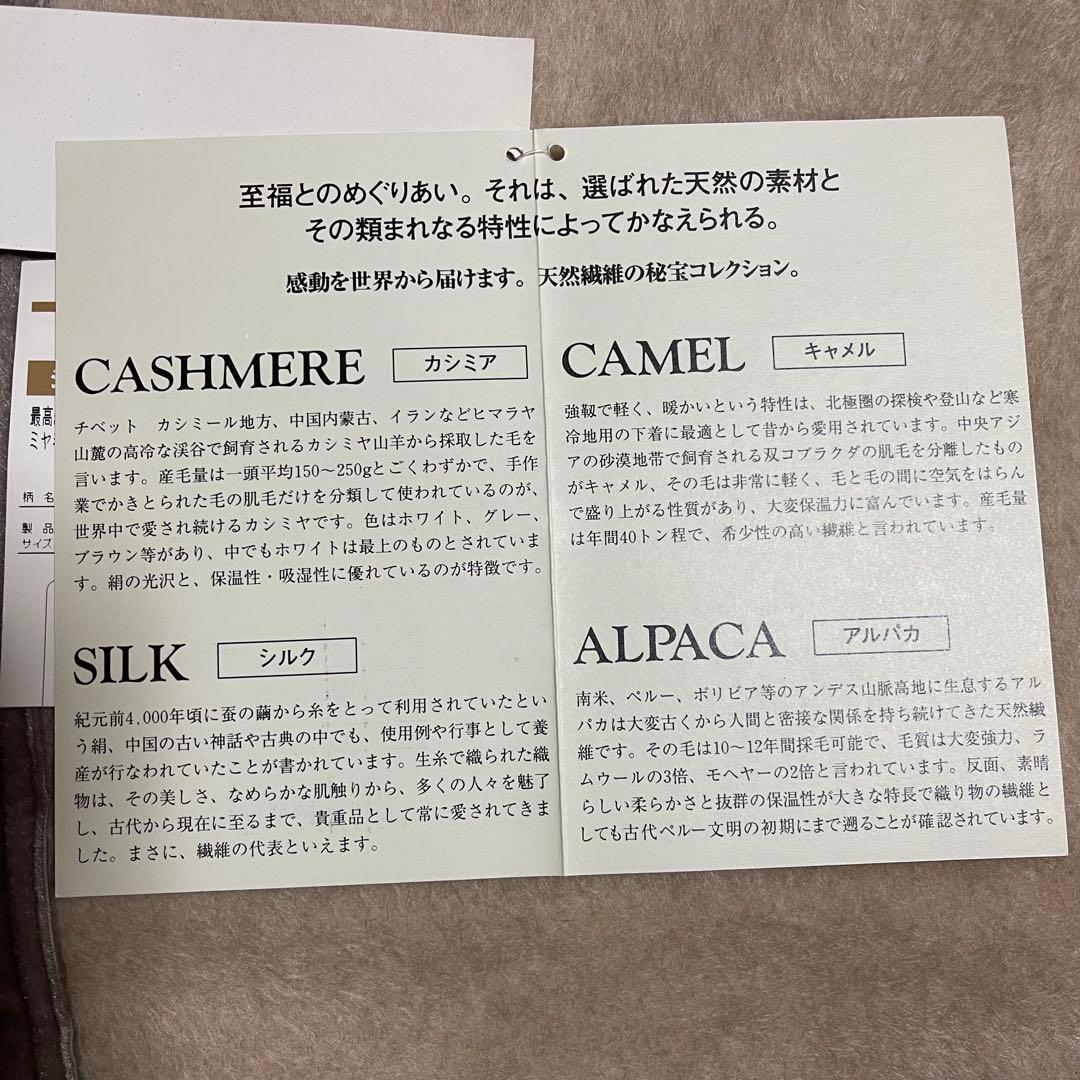 至福とのめぐりあい。それは、選ばれた天然の素材と
その類まれなる特性によってかなえられる。
感動を世界から届けます。天然繊維の秘宝コレクション。
CASHMERE カシミア
チベット　カシミール地方、中国内蒙古、イランなどヒマラヤ
山麓の高冷な渓谷で飼育されるカシミヤ山羊から採取した毛を
言います。産毛量は一頭平均150〜250gとごくわずかで、手作
業でかきとられた毛の肌毛だけを分類して使われているのが、
世界中で愛され続けるカシミヤです。色はホワイト、グレー、
ブラウン等があり、中でもホワイトは最上のものとされていま
す。絹の光沢と、保温性・吸湿性に優れているのが特徴です。
SILK シルク
紀元前4,000年頃に蚕の繭から糸をとって利用されていたとい
う絹、中国の古い神話や古典の中でも、使用例や行事として養
産が行なわれていたことが書かれています。生糸で織られた織
物は、その美しさ、なめらかな肌触りから、多くの人々を魅了
し、古代から現在に至るまで、貴重品として常に愛されてきま
した。まさに、繊維の代表といえます。
CAMEL キャメル
強靱で軽く、暖かいという特性は、北極圏の探検や登山など寒
冷地用の下着に最適として昔から愛用されています。中央アジ
アの砂漠地帯で飼育される双コブラクダの肌毛を分離したもの
がキャメル、その毛は非常に軽く、毛と毛の間に空気をはらん
で盛り上がる性質があり、大変保温力に富んでいます。産毛量
は年間40トン程で、希少性の高い繊維と言われています。
ALPACA アルパカ
南米、ペルー、ボリビア等のアンデス山脈高地に生息するアル
パカは大変古くから人間と密接な関係を持ち続けてきた天然繊
維です。その毛は10〜12年間採毛可能で、毛質は大変強力、ラ
ムウールの3倍、モヘヤーの2倍と言われています。反面、素晴
らしい柔らかさと抜群の保温性が大きな特長で織り物の繊維と
しても古代ペルー文明の初期にまで遡ることが確認されています。
最高
ミヤ
柄 名
製 品
サイズ